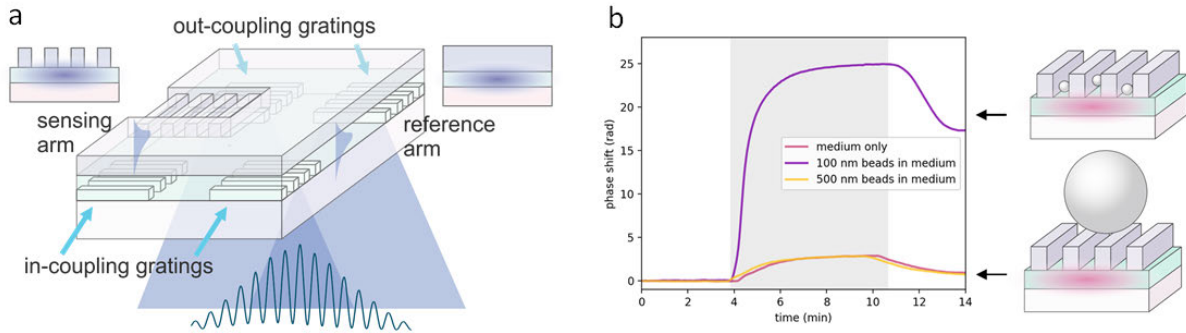 a
out-coupling gratings
sensing
arm
reference
arm
in-coupling gratings
b
phase shift (rad)
25
20
15
10
5
0
medium only
100 nm beads in medium
500 nm beads in medium
0 2 4 6 8 10 12 14
time (min)